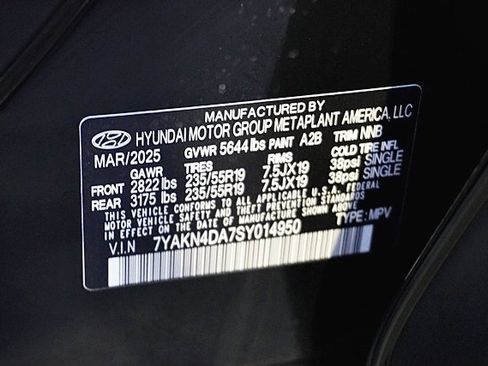 MANUFACTURED BY
HYUNDAI MOTOR GROUP METAPLANT AMERICA, LLC
MAR/2025 GVWR 5644 lbs PAINT A2B TRIM NNB
GAWR TIRES RIMS COLD TIRE INFL
FRONT 2822 lbs 235/55R19 7.5JX19 38psi SINGLE
REAR 3175 lbs 235/55R19 7.5JX19 38psi SINGLE
THIS VEHICLE CONFORMS TO ALL APPLICABLE U.S.A. FEDERAL
MOTOR VEHICLE SAFETY AND THEFT PREVENTION STANDARDS
IN EFFECT ON THE DATE OF MANUFACTURE SHOWN ABOVE.
V.I.N 7YAKN4DA7SY014950 TYPE: MPV